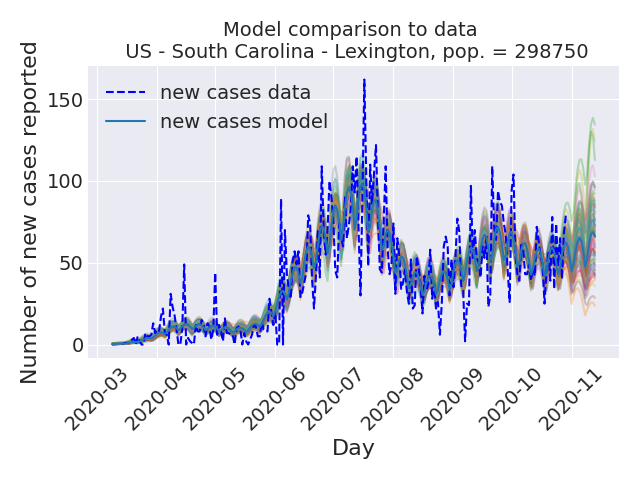 Model comparison to data
US - South Carolina - Lexington, pop. = 298750
Number of new cases reported
150
100
50
0
new cases data
new cases model
2020-03
2020-04
2020-05
2020-06
2020-07
2020-08
2020-09
2020-10
2020-11
Day